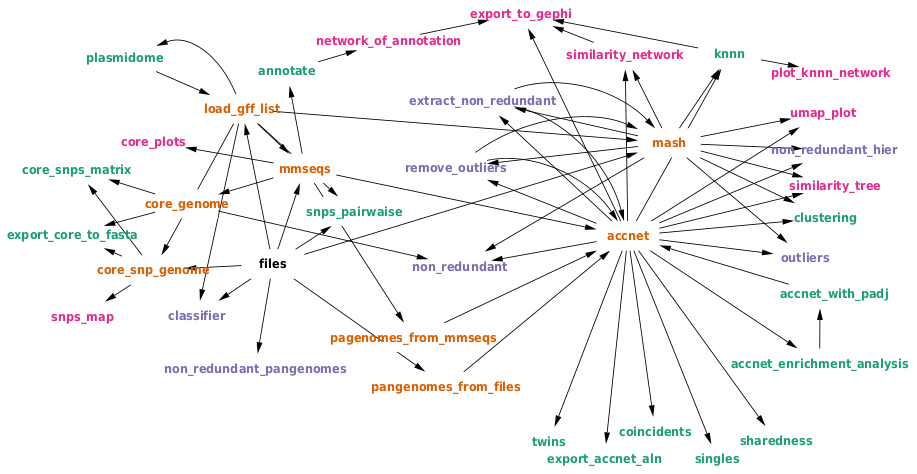 export_to_gephi
network_of_annotation
similarity_network
knnn
plasmidome
annotate
plot_knnn_network
load_gff_list
extract_non_redundant
umap_plot
core_plots
mash
non_redundant_hier
core_snps_matrix
mmseqs
remove_outliers
similarity_tree
core_genome
snps_pairwaise
clustering
export_core_to_fasta
accnet
core_snp_genome
files
non_redundant
outliers
accnet_with_padj
snps_map
classifier
pagenomes_from_mmseqs
accnet_enrichment_analysis
non_redundant_pangenomes
pangenomes_from_files
twins
coincidents
sharedness
export_accnet_aln
singles